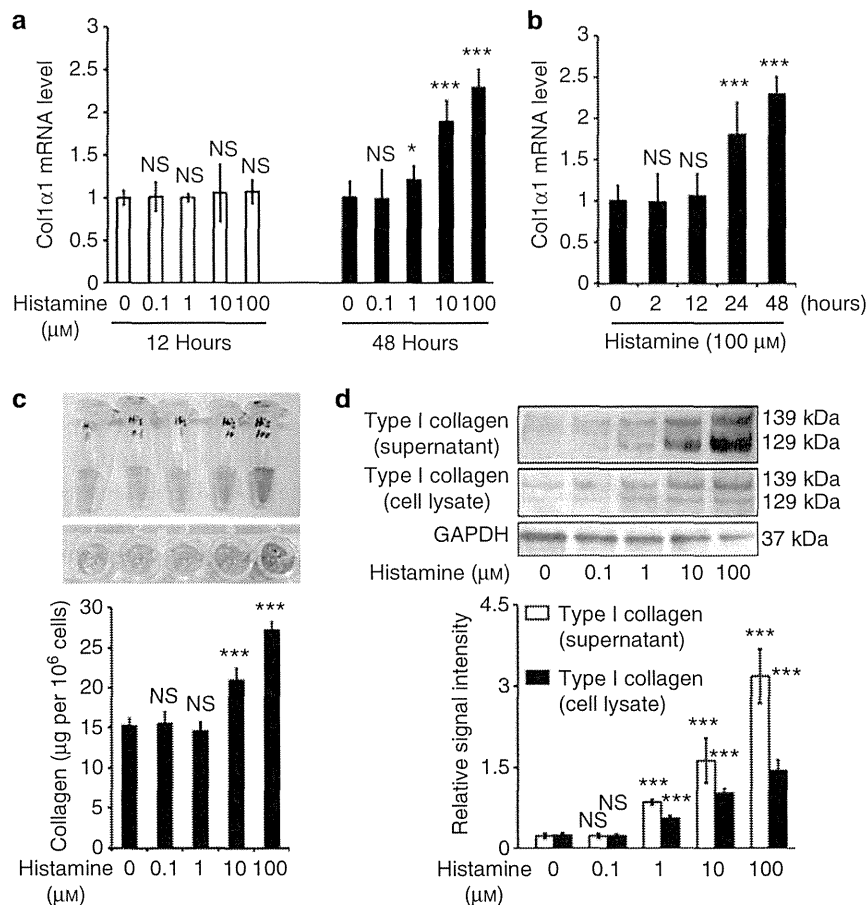 a
3
2.5
2
1.5
1
0.5
0
Col1α1 mRNA level
NS NS NS NS
NS * *** ***
Histamine (μM)
0 0.1 1 10 100
0 0.1 1 10 100
12 Hours
48 Hours
b
3
2.5
2
1.5
1
0.5
0
Col1α1 mRNA level
NS NS *** ***
0 2 12 24 48 (hours)
Histamine (100 μM)
c
30
25
20
15
10
5
0
Collagen (μg per 10⁶ cells)
NS NS *** ***
Histamine (μM)
0 0.1 1 10 100
d
Type I collagen (supernatant)
139 kDa
129 kDa
Type I collagen (cell lysate)
139 kDa
129 kDa
GAPDH
37 kDa
Histamine (μM) 0 0.1 1 10 100
4.5
3
1.5
0
Relative signal intensity
Type I collagen (supernatant)
Type I collagen (cell lysate)
NS NS *** *** *** *** *** ***
Histamine (μM)
0 0.1 1 10 100